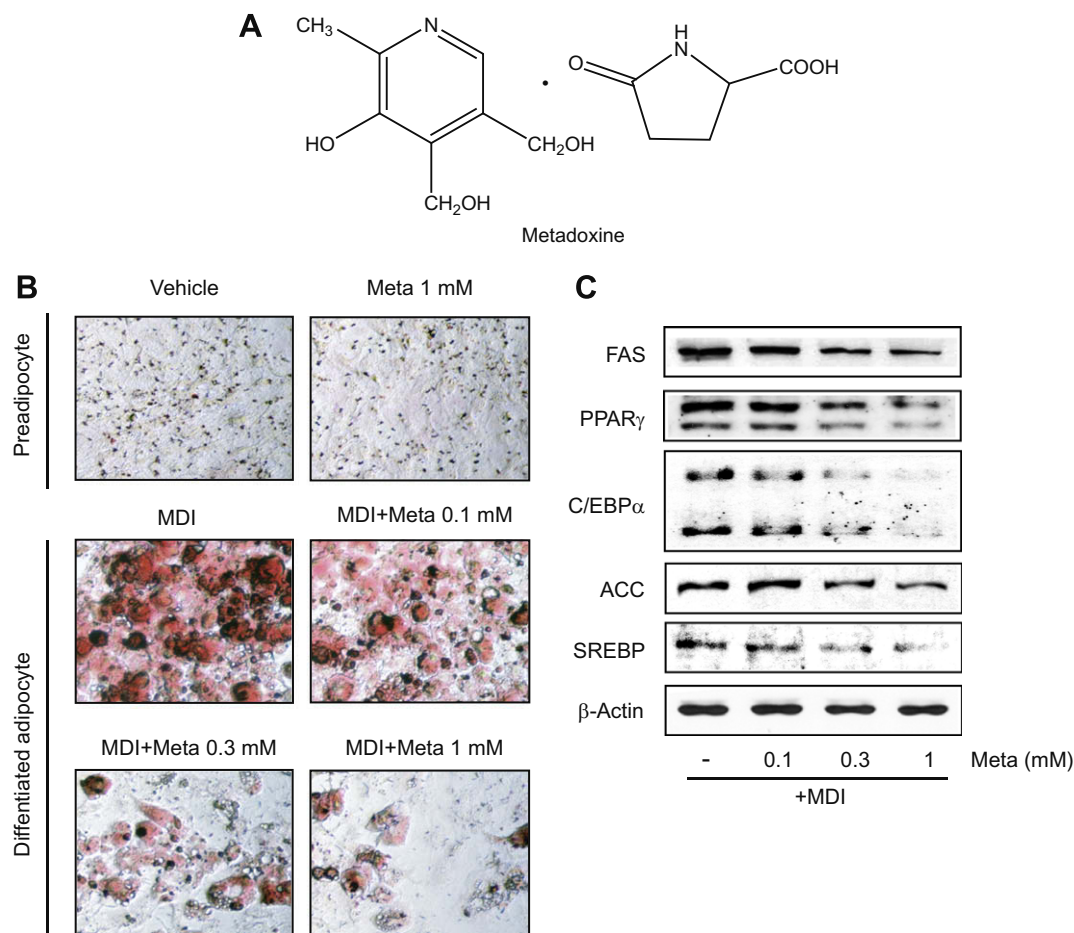 A
CH3
N
HO
CH2OH
CH2OH
O
H
N
COOH
Metadoxine
B
Vehicle
Meta 1 mM
Preadipocyte
MDI
MDI+Meta 0.1 mM
Diffentiated adipocyte
MDI+Meta 0.3 mM
MDI+Meta 1 mM
C
FAS
PPARγ
C/EBPα
ACC
SREBP
β-Actin
- 0.1 0.3 1 Meta (mM)
+MDI